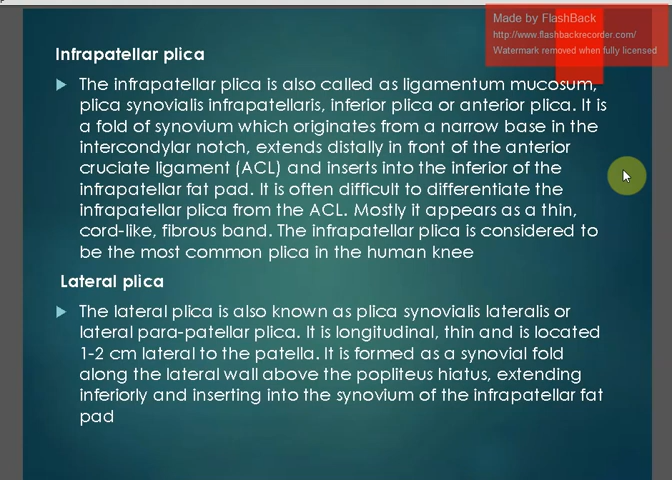 Made by FlashBack
http://www.flashbackrecorder.com/
Watermark removed when fully licensed
Infrapatellar plica
The infrapatellar plica is also called as ligamentum mucosum,
plica synovialis infrapatellaris, inferior plica or anterior plica. It is
a fold of synovium which originates from a narrow base in the
intercondylar notch, extends distally in front of the anterior
cruciate ligament (ACL) and inserts into the inferior of the
infrapatellar fat pad. It is often difficult to differentiate the
infrapatellar plica from the ACL. Mostly it appears as a thin,
cord-like, fibrous band. The infrapatellar plica is considered to
be the most common plica in the human knee
Lateral plica
The lateral plica is also known as plica synovialis lateralis or
lateral para-patellar plica. It is longitudinal, thin and is located
1-2 cm lateral to the patella. It is formed as a synovial fold
along the lateral wall above the popliteus hiatus, extending
inferiorly and inserting into the synovium of the infrapatellar fat
pad